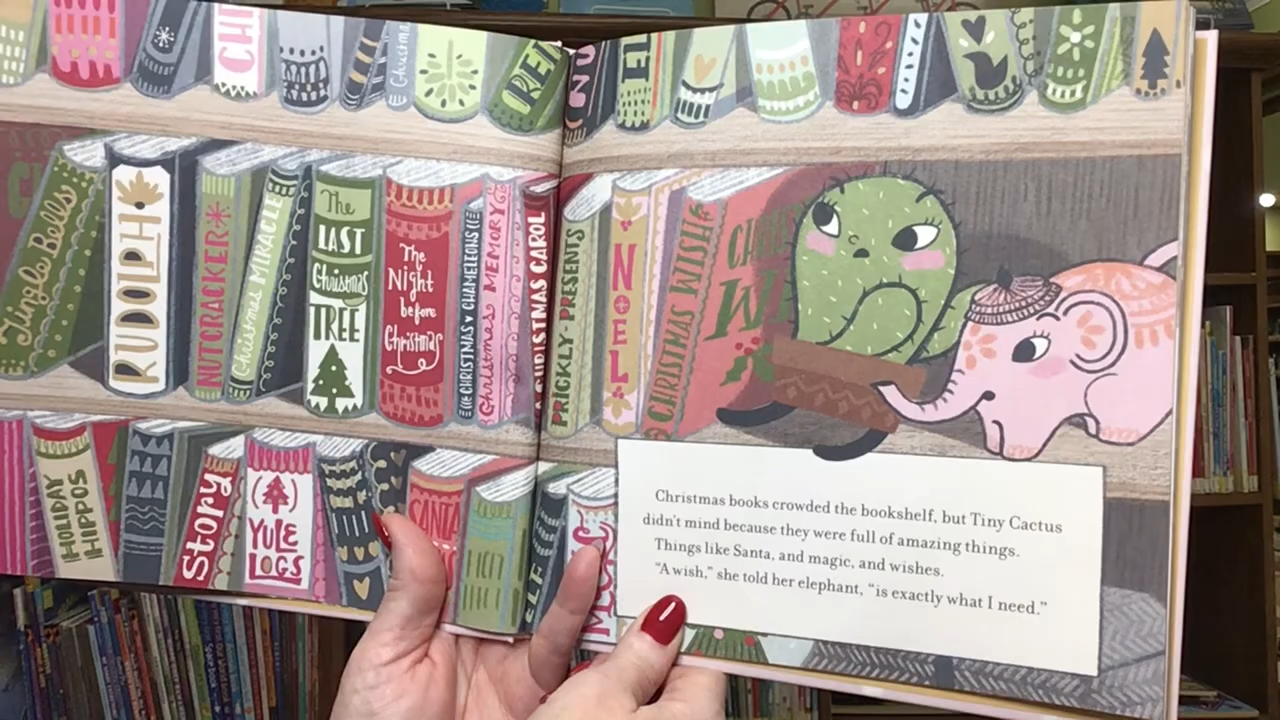 Christmas
Jingle Bells
RUDOLPH
NUTCRACKER
Christmas MIRACLE
The
LAST
Christmas
TREE
The
Night
before
Christmas
CHRISTMAS CHAMELEONS
Christmas MEMORY
A CHRISTMAS CAROL
PRICKLY PRESENTS
NOEL
CHRISTMAS WISH
HOLIDAY
HIPPOS
Story
YULE
LOGS
SANTA
ELF
Christmas books crowded the bookshelf, but Tiny Cactus
didn't mind because they were full of amazing things.
Things like Santa, and magic, and wishes.
"A wish," she told her elephant, "is exactly what I need."